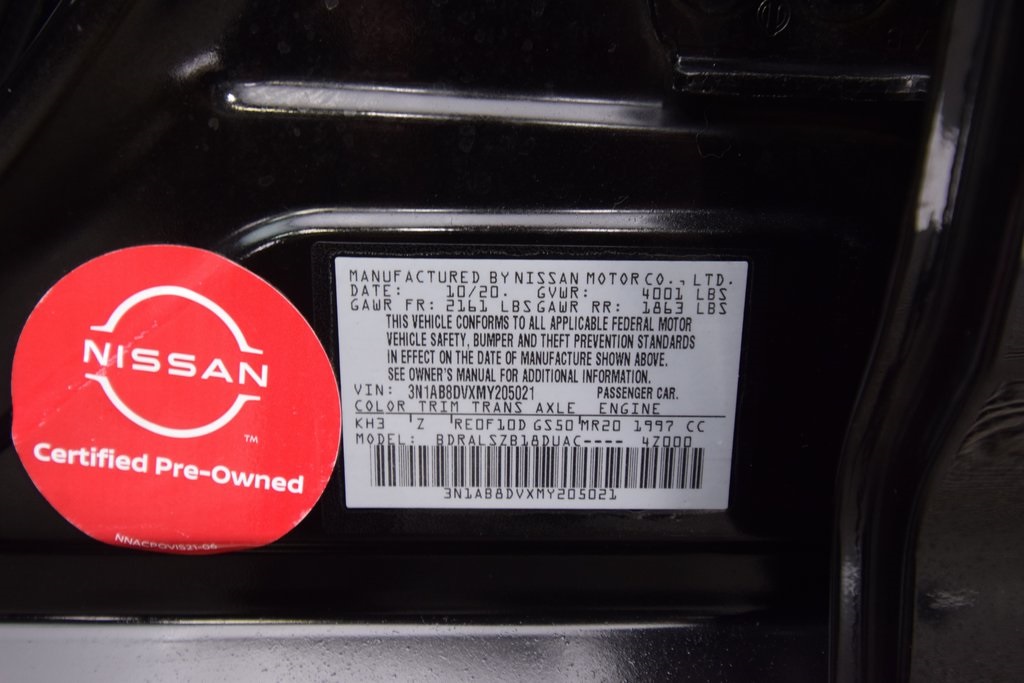 MANUFACTURED BY NISSAN MOTOR CO., LTD.
DATE: 10/20. GVWR: 4001 LBS
GAWR FR: 2161 LBS GAWR RR: 1863 LBS
THIS VEHICLE CONFORMS TO ALL APPLICABLE FEDERAL MOTOR
VEHICLE SAFETY, BUMPER AND THEFT PREVENTION STANDARDS
IN EFFECT ON THE DATE OF MANUFACTURE SHOWN ABOVE.
SEE OWNER'S MANUAL FOR ADDITIONAL INFORMATION.
VIN: 3N1AB8DVXMY205021 PASSENGER CAR.
COLOR TRIM TRANS AXLE ENGINE
KH3 Z RE0F10D GS50 MR20 1997 CC
MODEL: BDRALSZB18DUAC---- 4Z000
3N1AB8DVXMY205021
NISSAN
TM
Certified Pre-Owned
NNACPOVIS21-06